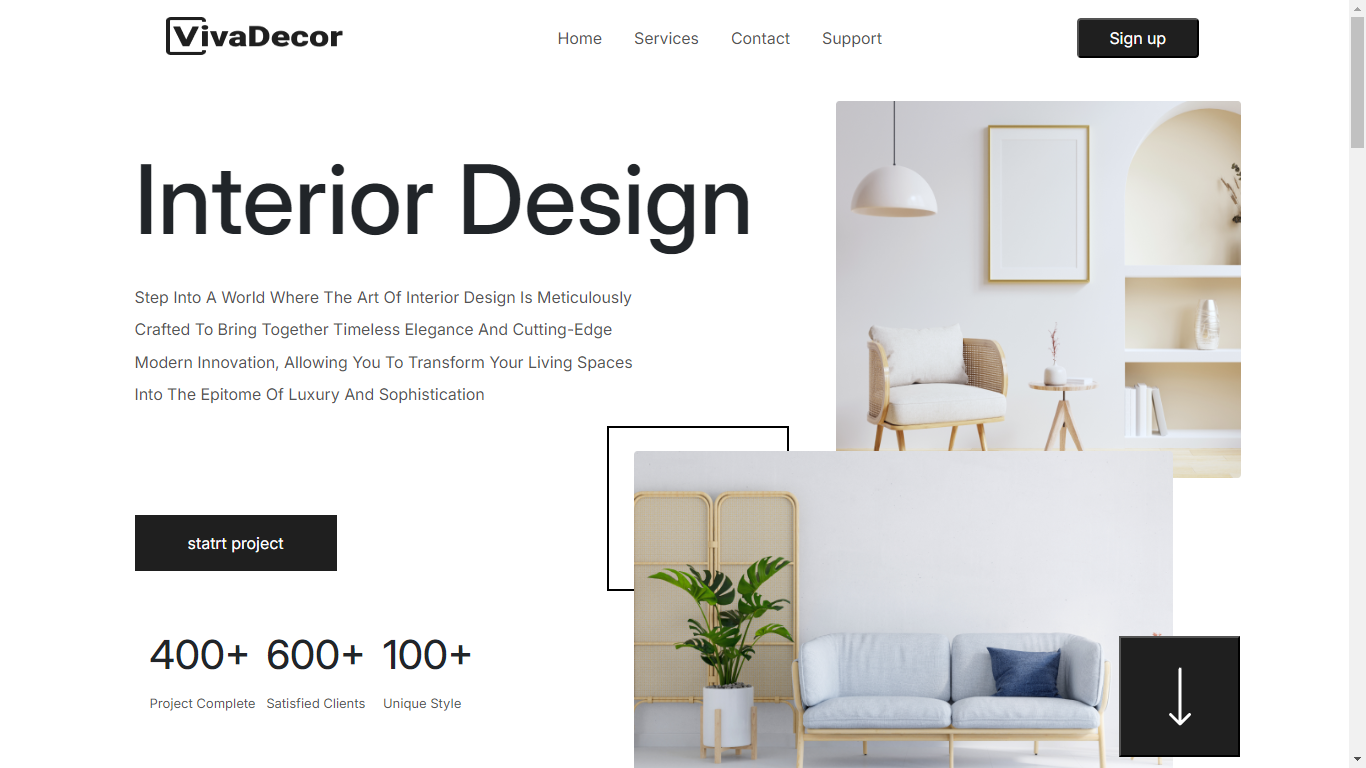 VivaDecor
Home Services Contact Support
Sign up
Interior Design
Step Into A World Where The Art Of Interior Design Is Meticulously
Crafted To Bring Together Timeless Elegance And Cutting-Edge
Modern Innovation, Allowing You To Transform Your Living Spaces
Into The Epitome Of Luxury And Sophistication
statrt project
400+ 600+ 100+
Project Complete Satisfied Clients Unique Style